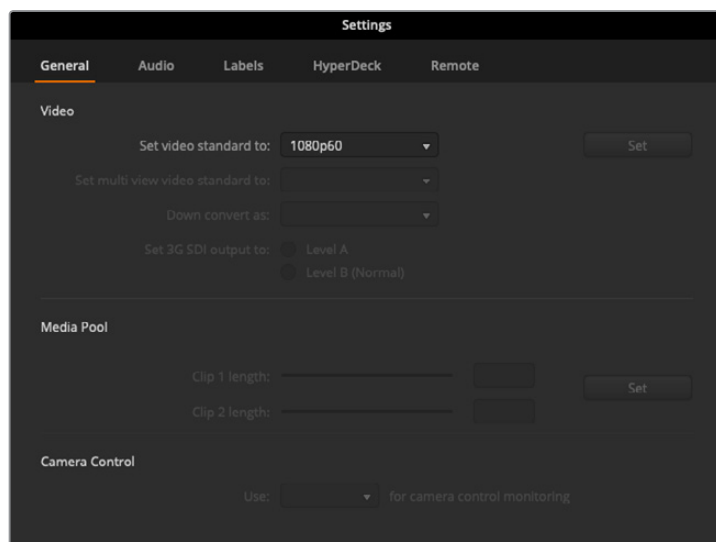 Settings
General Audio Labels HyperDeck Remote
Video
Set video standard to: 1080p60 Set
Set multi view video standard to:
Down convert as:
Set 3G SDI output to: Level A
Level B (Normal)
Media Pool
Clip 1 length:
Set
Clip 2 length:
Camera Control
Use: for camera control monitoring